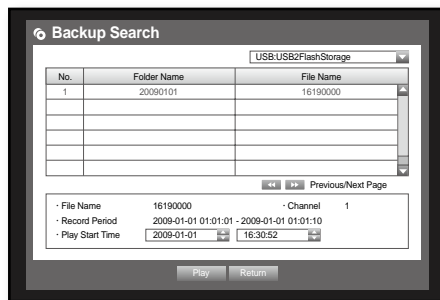 Backup Search
USB:USB2FlashStorage
No. Folder Name File Name
1 20090101 16190000
Previous/Next Page
· File Name 16190000 · Channel 1
· Record Period 2009-01-01 01:01:01 - 2009-01-01 01:01:10
· Play Start Time 2009-01-01 16:30:52
Play Return